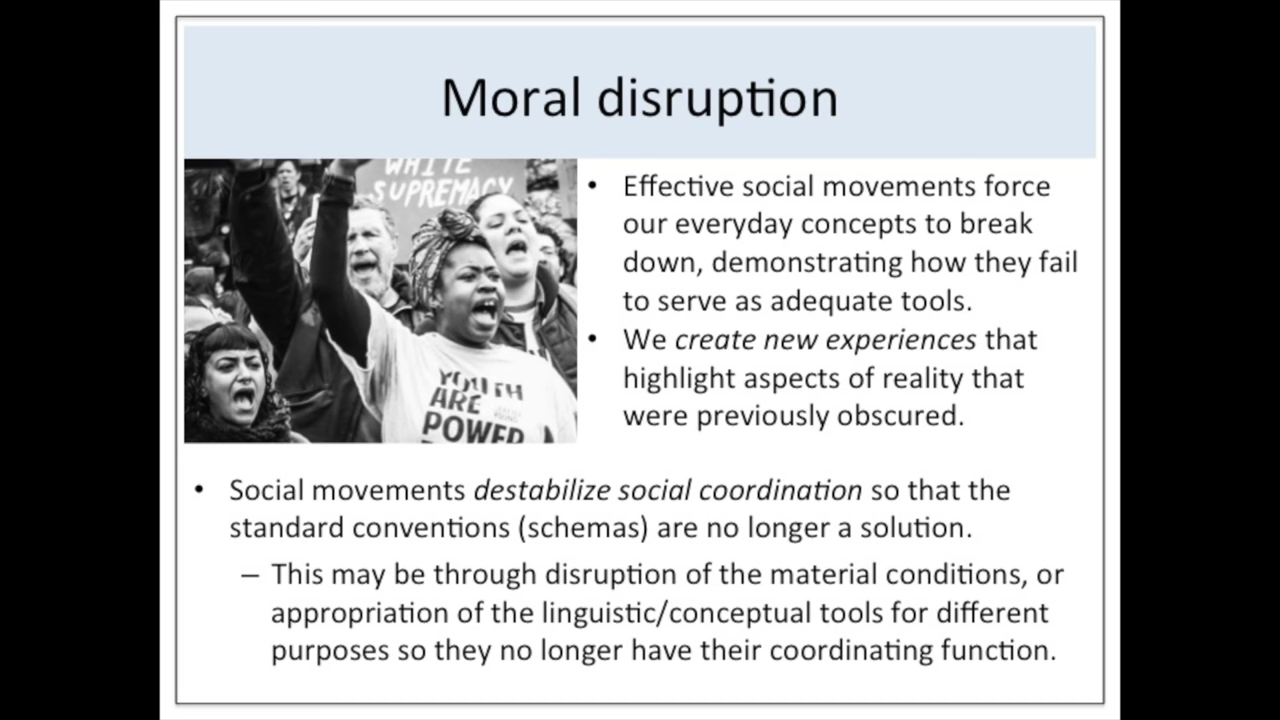 Moral disruption
WHITE
SUPREMACY
YOUTH
ARE
POWER
• Effective social movements force
our everyday concepts to break
down, demonstrating how they fail
to serve as adequate tools.
• We create new experiences that
highlight aspects of reality that
were previously obscured.
• Social movements destabilize social coordination so that the
standard conventions (schemas) are no longer a solution.
– This may be through disruption of the material conditions, or
appropriation of the linguistic/conceptual tools for different
purposes so they no longer have their coordinating function.